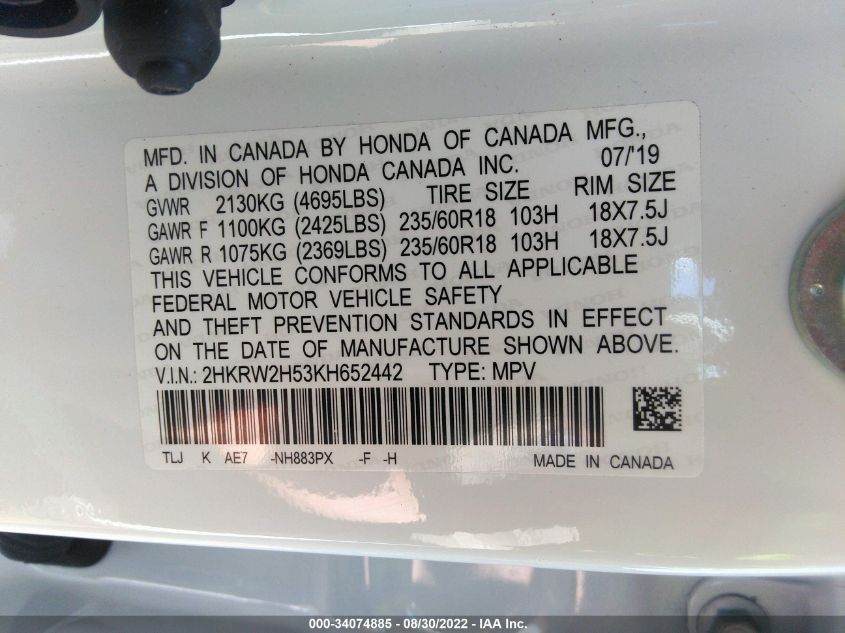 MFD. IN CANADA BY HONDA OF CANADA MFG.,
A DIVISION OF HONDA CANADA INC. 07/'19
GVWR 2130KG (4695LBS) TIRE SIZE RIM SIZE
GAWR F 1100KG (2425LBS) 235/60R18 103H 18X7.5J
GAWR R 1075KG (2369LBS) 235/60R18 103H 18X7.5J
THIS VEHICLE CONFORMS TO ALL APPLICABLE
FEDERAL MOTOR VEHICLE SAFETY
AND THEFT PREVENTION STANDARDS IN EFFECT
ON THE DATE OF MANUFACTURE SHOWN ABOVE.
V.I.N.: 2HKRW2H53KH652442 TYPE: MPV
TLJ K AE7 -NH883PX -F -H MADE IN CANADA
000-34074885 - 08/30/2022 - IAA Inc.